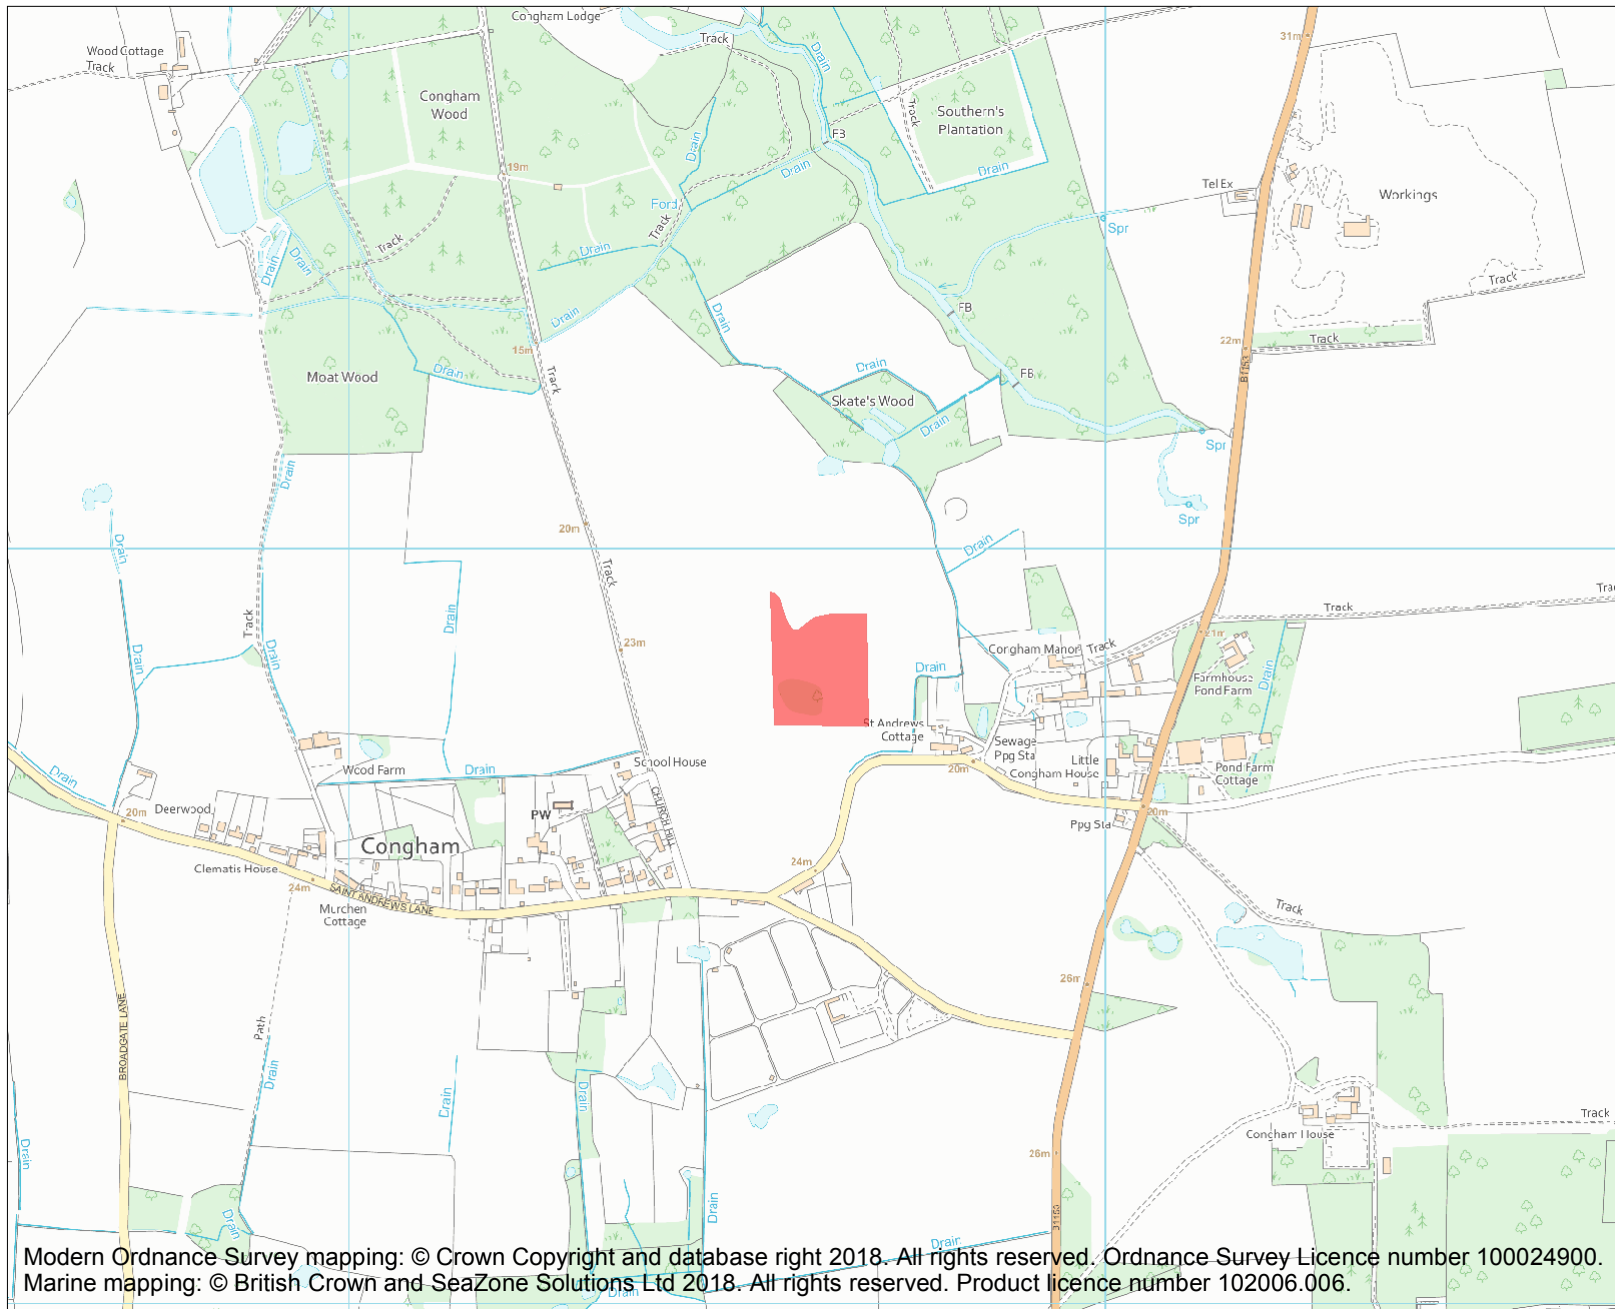 Congham Lodge
Wood Cottage
Track
Track
Drain
31m
Congham
Wood
Track
Southern's
Plantation
FB
Drain
Drain
Drain
19m
Tel Ex
Workings
Ford
Track
Spr
Track
Drain
Drain
Drain
Track
FB
Drain
Drain
22m
Track
15m
B1153
Moat Wood
Drain
Track
Drain
FB
Skate's Wood
Drain
Spr
Drain
Spr
20m
Drain
Drain
Track
Track
Track
Drain
Track
21m
23m
Congham Manor
Track
Drain
Drain
Drain
Farmhouse
Pond Farm
Drain
St Andrews
Cottage
Sewage
Ppg Sta
Wood Farm
Drain
School House
Little
Congham House
20m
Pond Farm
Cottage
Drain
Deerwood
20m
PW
CHURCH HILL
20m
Ppg Sta
Congham
Clematis House
24m
24m
SAINT ANDREWS LANE
Murchen
Cottage
Track
26m
BROADGATE LANE
Path
Drain
Drain
Drain
Track
Congham House
26m
Drain
Drain
Drain
B1153
Drain
Modern Ordnance Survey mapping: © Crown Copyright and database right 2018. All rights reserved. Ordnance Survey Licence number 100024900.
Marine mapping: © British Crown and SeaZone Solutions Ltd 2018. All rights reserved. Product licence number 102006.006.
Drain